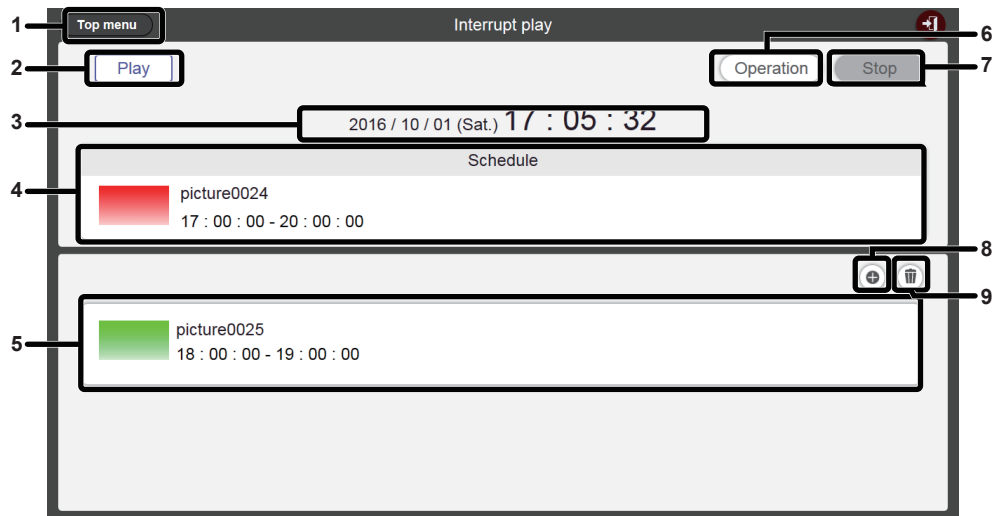 1 Top menu Interrupt play
6
2 Play Operation Stop 7
3 2016 / 10 / 01 (Sat.) 17 : 05 : 32
Schedule
4 picture0024
17 : 00 : 00 - 20 : 00 : 00
8
9
picture0025
5 18 : 00 : 00 - 19 : 00 : 00